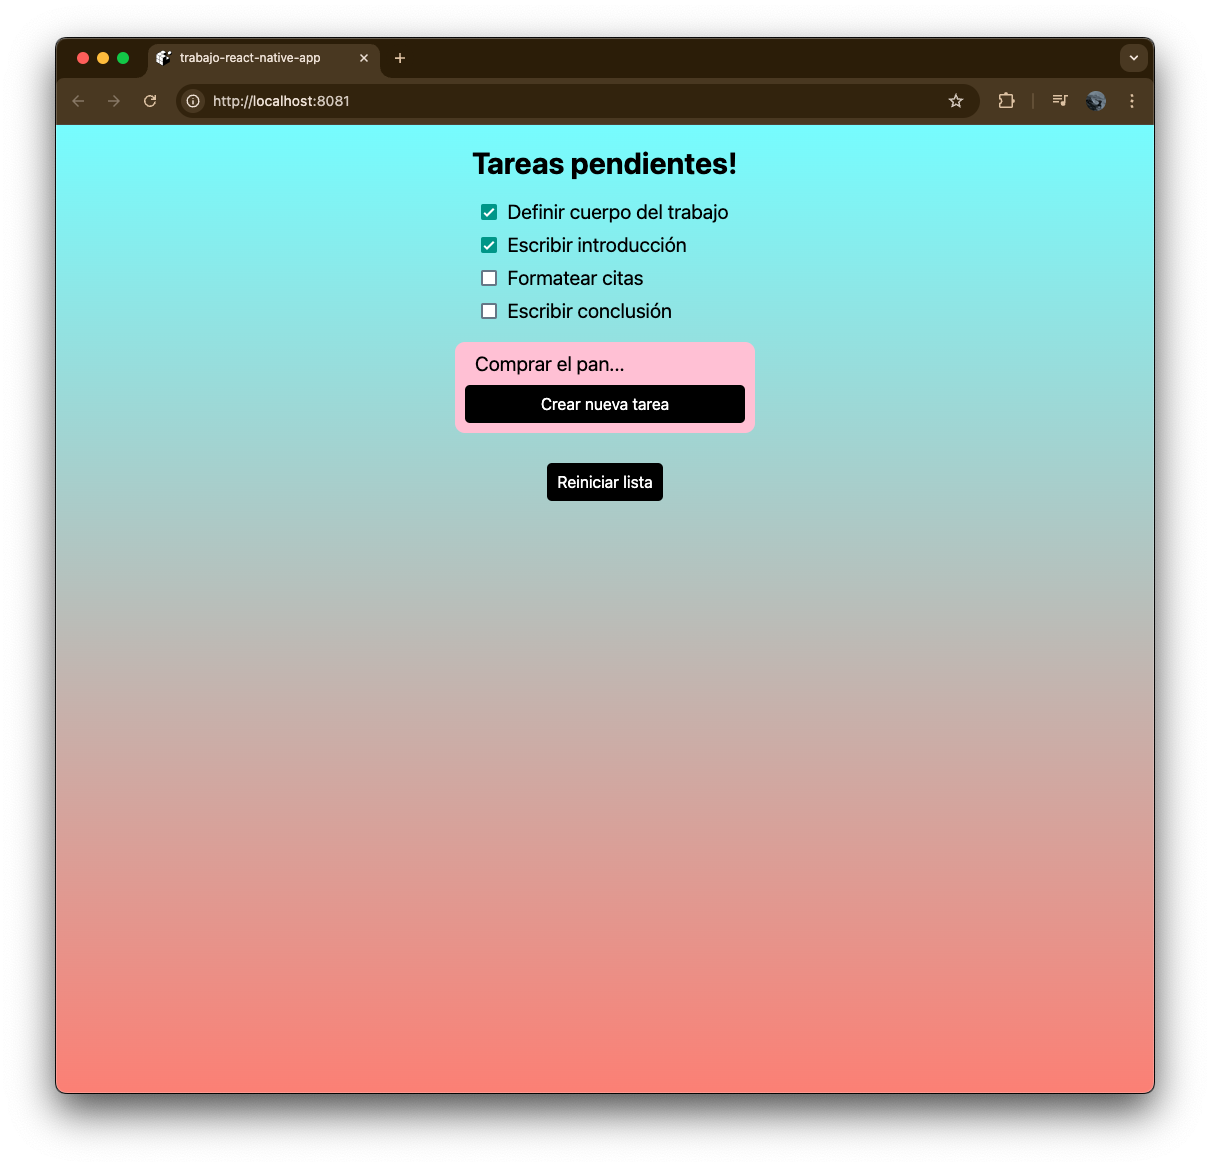 trabajo-react-native-app
http://localhost:8081
Tareas pendientes!
Definir cuerpo del trabajo
Escribir introducción
Formatear citas
Escribir conclusión
Comprar el pan...
Crear nueva tarea
Reiniciar lista